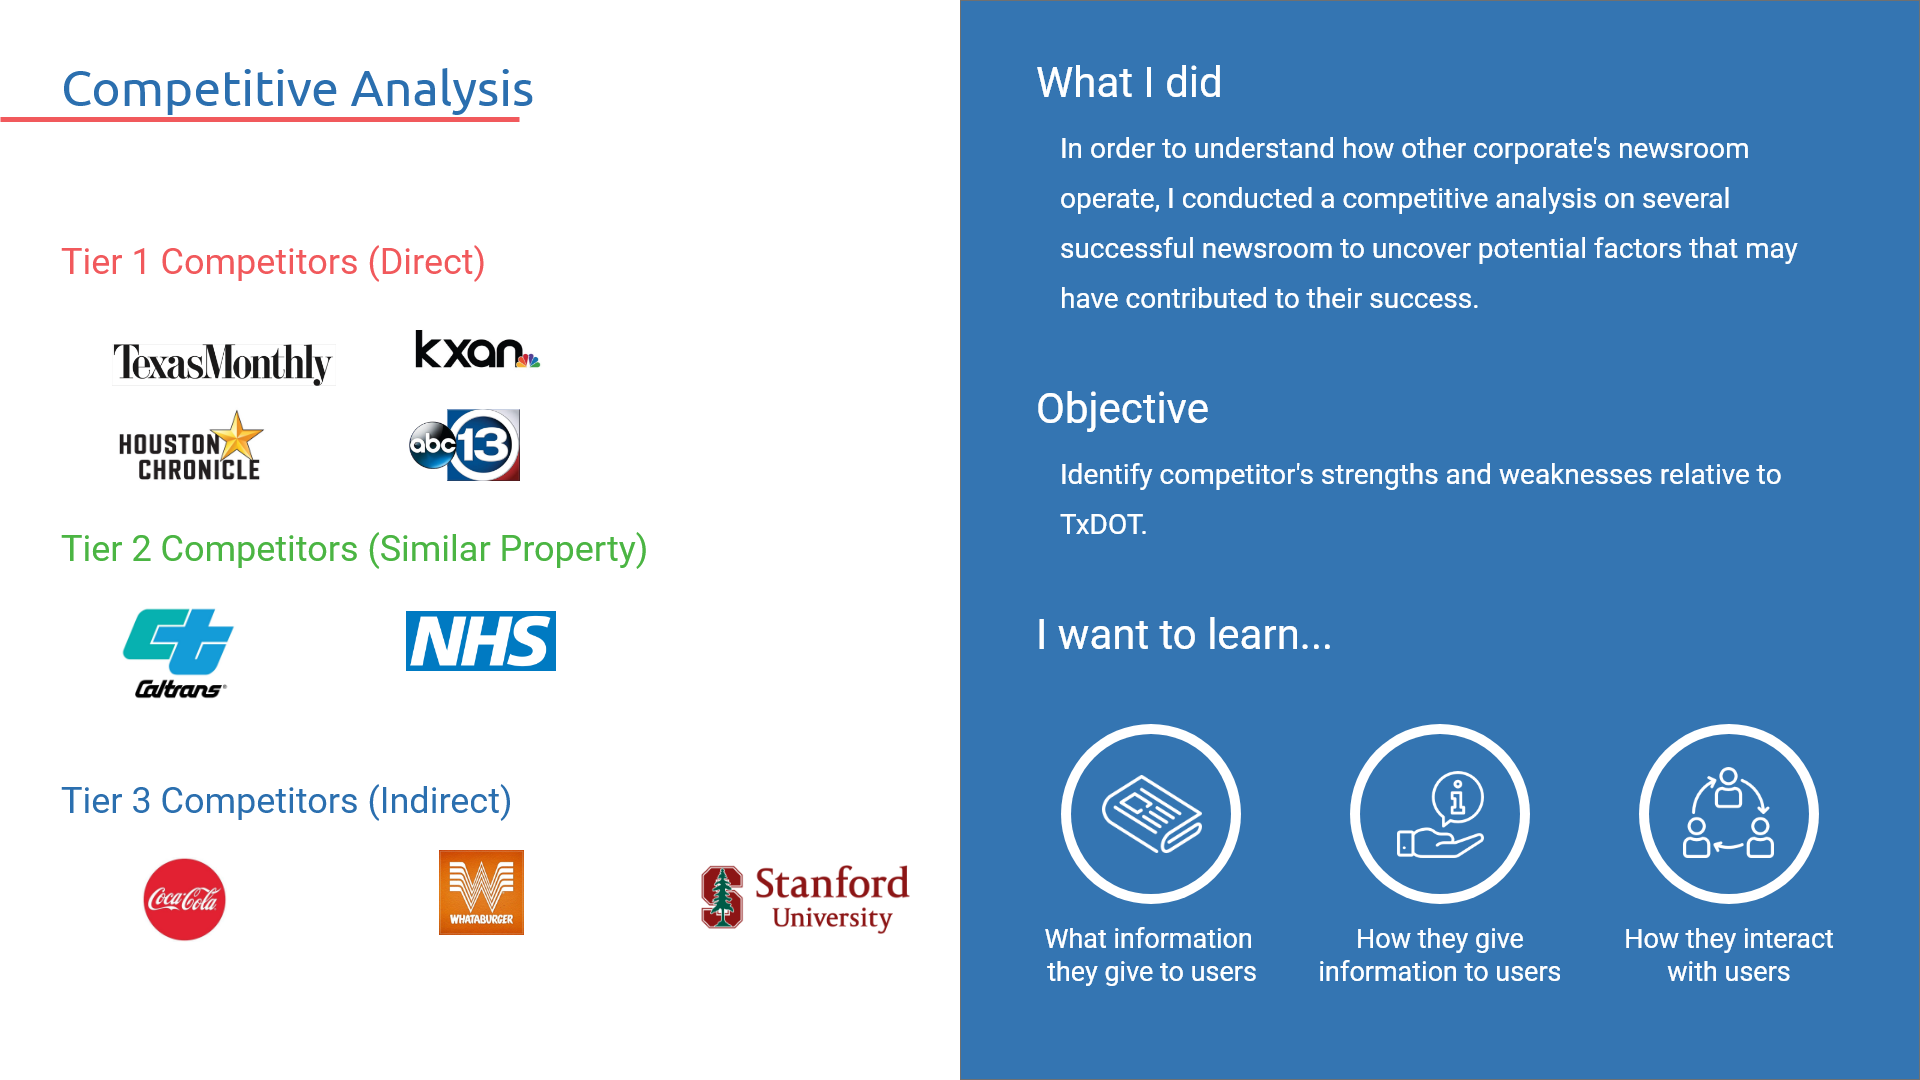 Competitive Analysis
Tier 1 Competitors (Direct)
TexasMonthly
kxan
HOUSTON
CHRONICLE
abc 13
Tier 2 Competitors (Similar Property)
Ct
Caltrans
NHS
Tier 3 Competitors (Indirect)
Coca-Cola
W
WHATABURGER
S
Stanford
University
What I did
In order to understand how other corporate's newsroom
operate, I conducted a competitive analysis on several
successful newsroom to uncover potential factors that may
have contributed to their success.
Objective
Identify competitor's strengths and weaknesses relative to
TxDOT.
I want to learn...
i
What information
they give to users
How they give
information to users
How they interact
with users